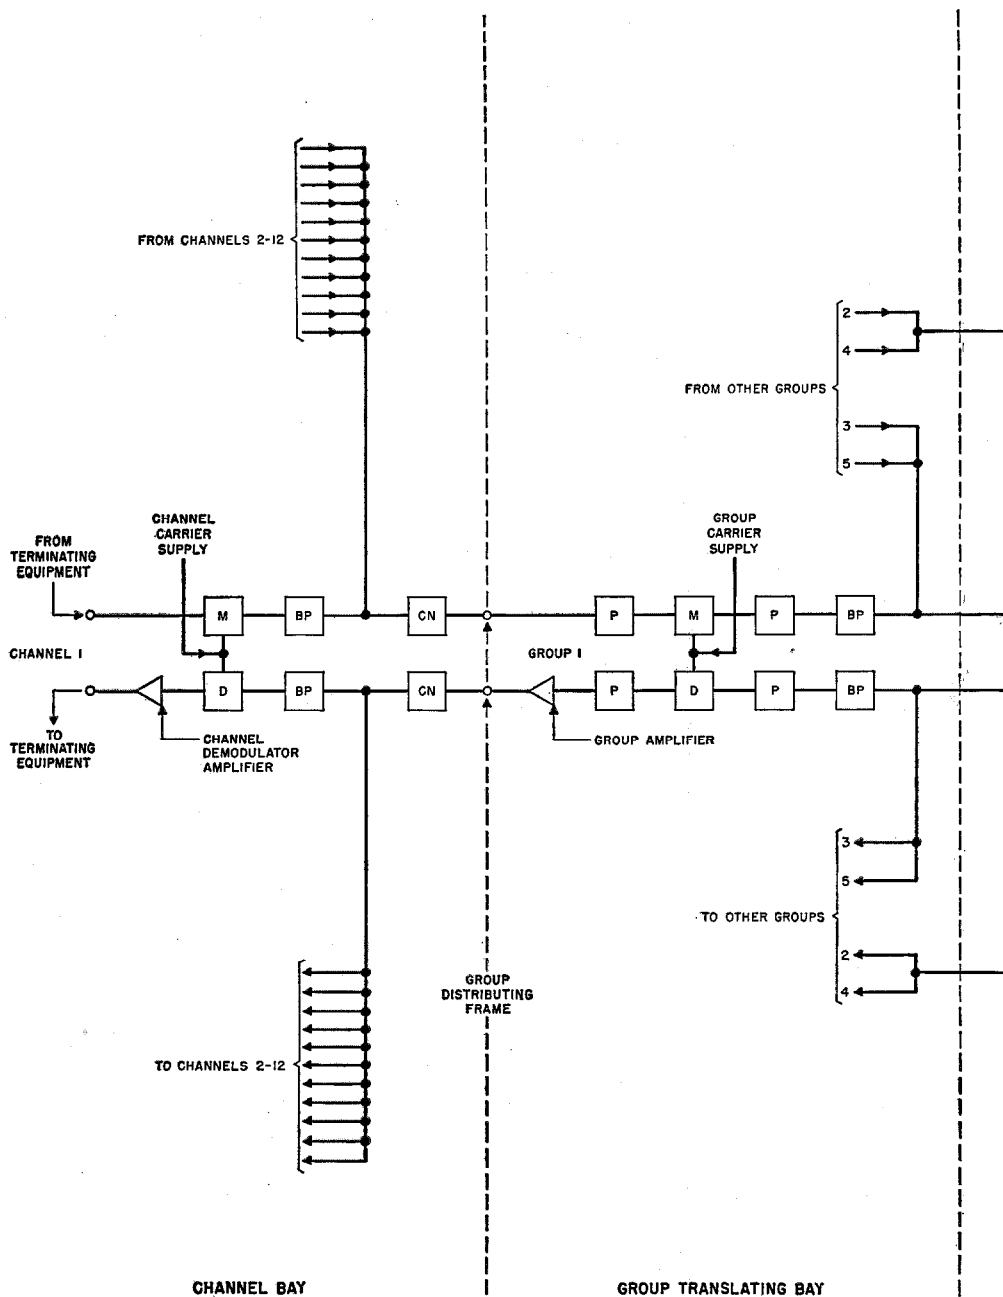 FROM CHANNELS 2-12
2
4
FROM OTHER GROUPS
3
5
CHANNEL
CARRIER
SUPPLY
GROUP
CARRIER
SUPPLY
FROM
TERMINATING
EQUIPMENT
M
BP
CN
P
M
P
BP
CHANNEL 1
GROUP 1
D
BP
CN
P
D
P
BP
TO
TERMINATING
EQUIPMENT
CHANNEL
DEMODULATOR
AMPLIFIER
GROUP AMPLIFIER
3
5
TO OTHER GROUPS
2
4
GROUP
DISTRIBUTING
FRAME
TO CHANNELS 2-12
CHANNEL BAY
GROUP TRANSLATING BAY